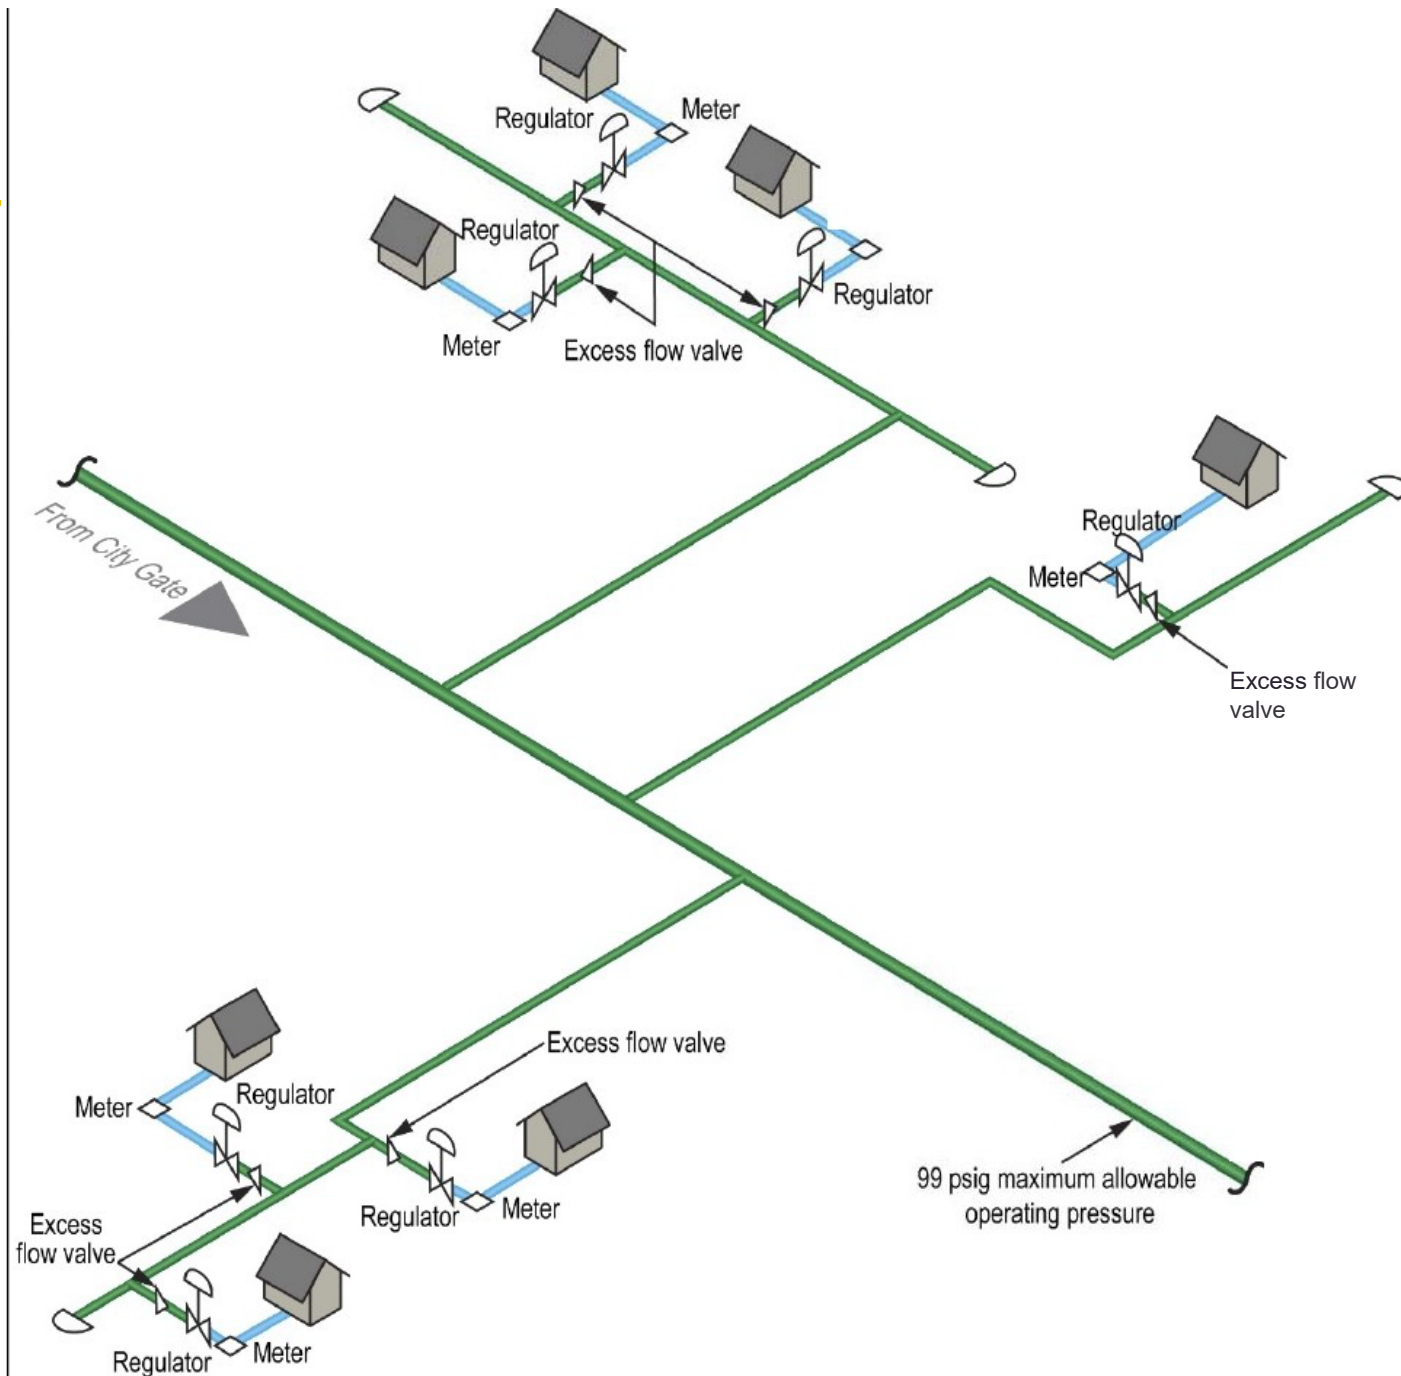 Regulator
Meter
Regulator
Regulator
Meter
Excess flow valve
From City Gate
Regulator
Meter
Excess flow
valve
Excess flow valve
Regulator
Meter
99 psig maximum allowable
operating pressure
Regulator
Meter
Excess
flow valve
Regulator
Meter